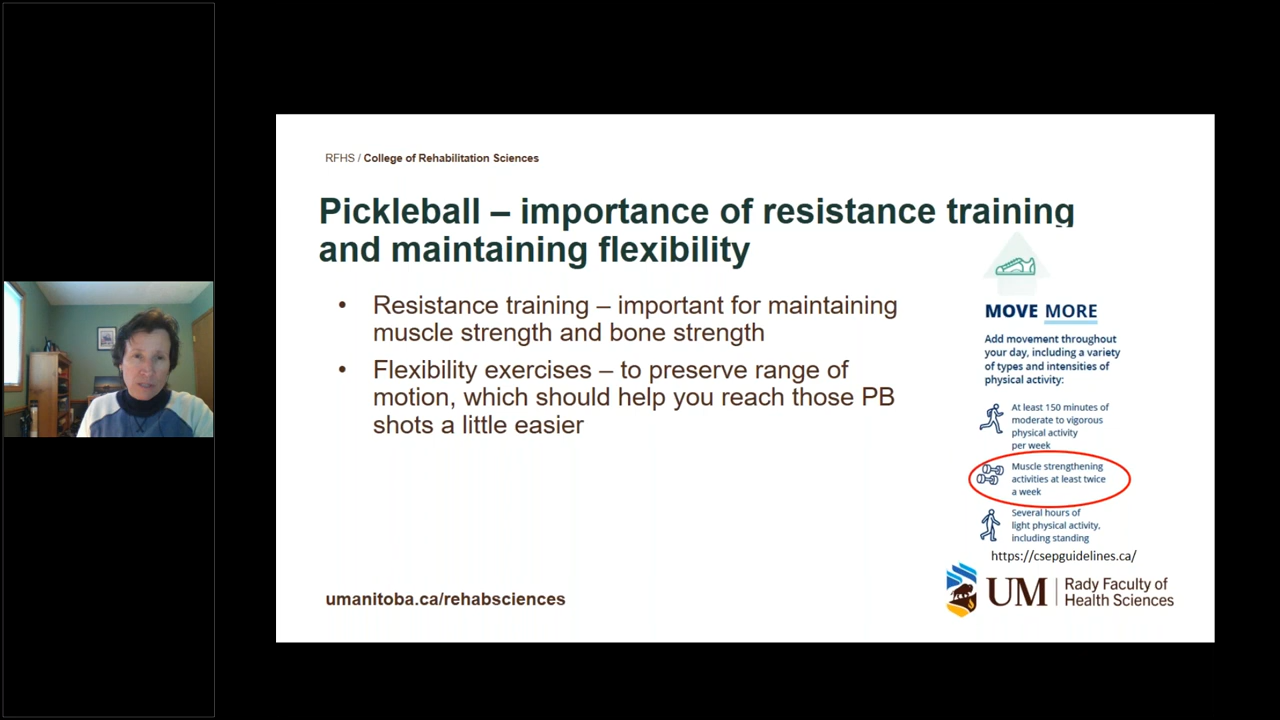 RFHS / College of Rehabilitation Sciences
Pickleball – importance of resistance training
and maintaining flexibility
• Resistance training – important for maintaining
muscle strength and bone strength
• Flexibility exercises – to preserve range of
motion, which should help you reach those PB
shots a little easier
MOVE MORE
Add movement throughout
your day, including a variety
of types and intensities of
physical activity:
At least 150 minutes of
moderate to vigorous
physical activity
per week
Muscle strengthening
activities at least twice
a week
Several hours of
light physical activity,
including standing
https://csepguidelines.ca/
umanitoba.ca/rehabsciences
UM
Rady Faculty of
Health Sciences